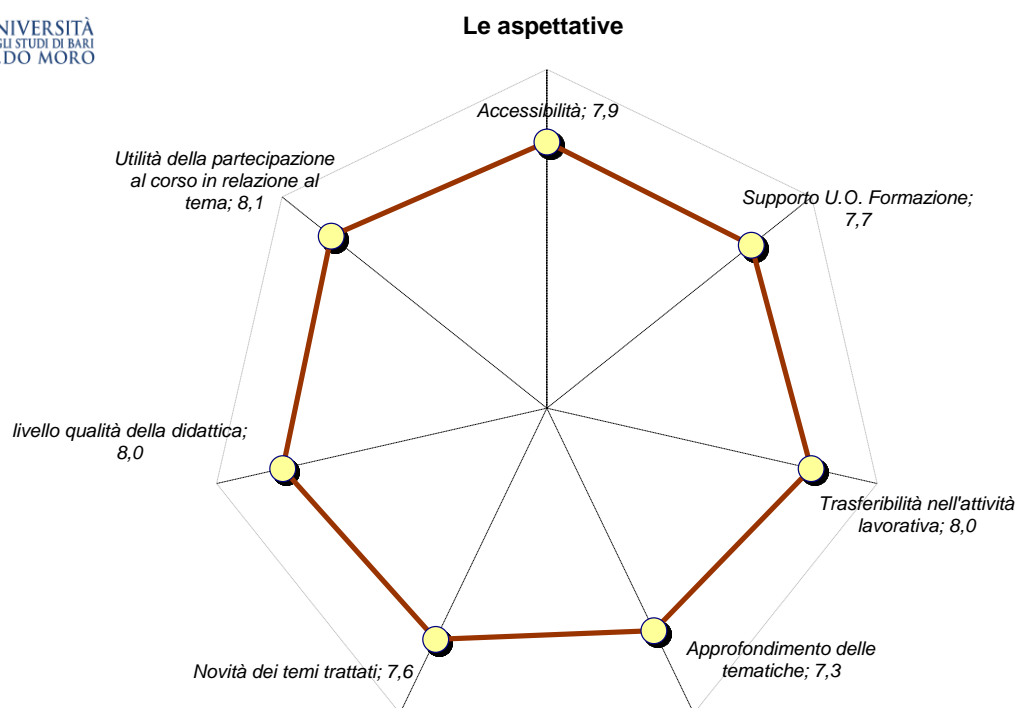 Le aspettative
NIVERSITÀ
GLI STUDI DI BARI
DO MORO
Accessibilità; 7,9
Utilità della partecipazione
al corso in relazione al
tema; 8,1
Supporto U.O. Formazione;
7,7
livello qualità della didattica;
8,0
Trasferibilità nell'attività
lavorativa; 8,0
Approfondimento delle
tematiche; 7,3
Novità dei temi trattati; 7,6